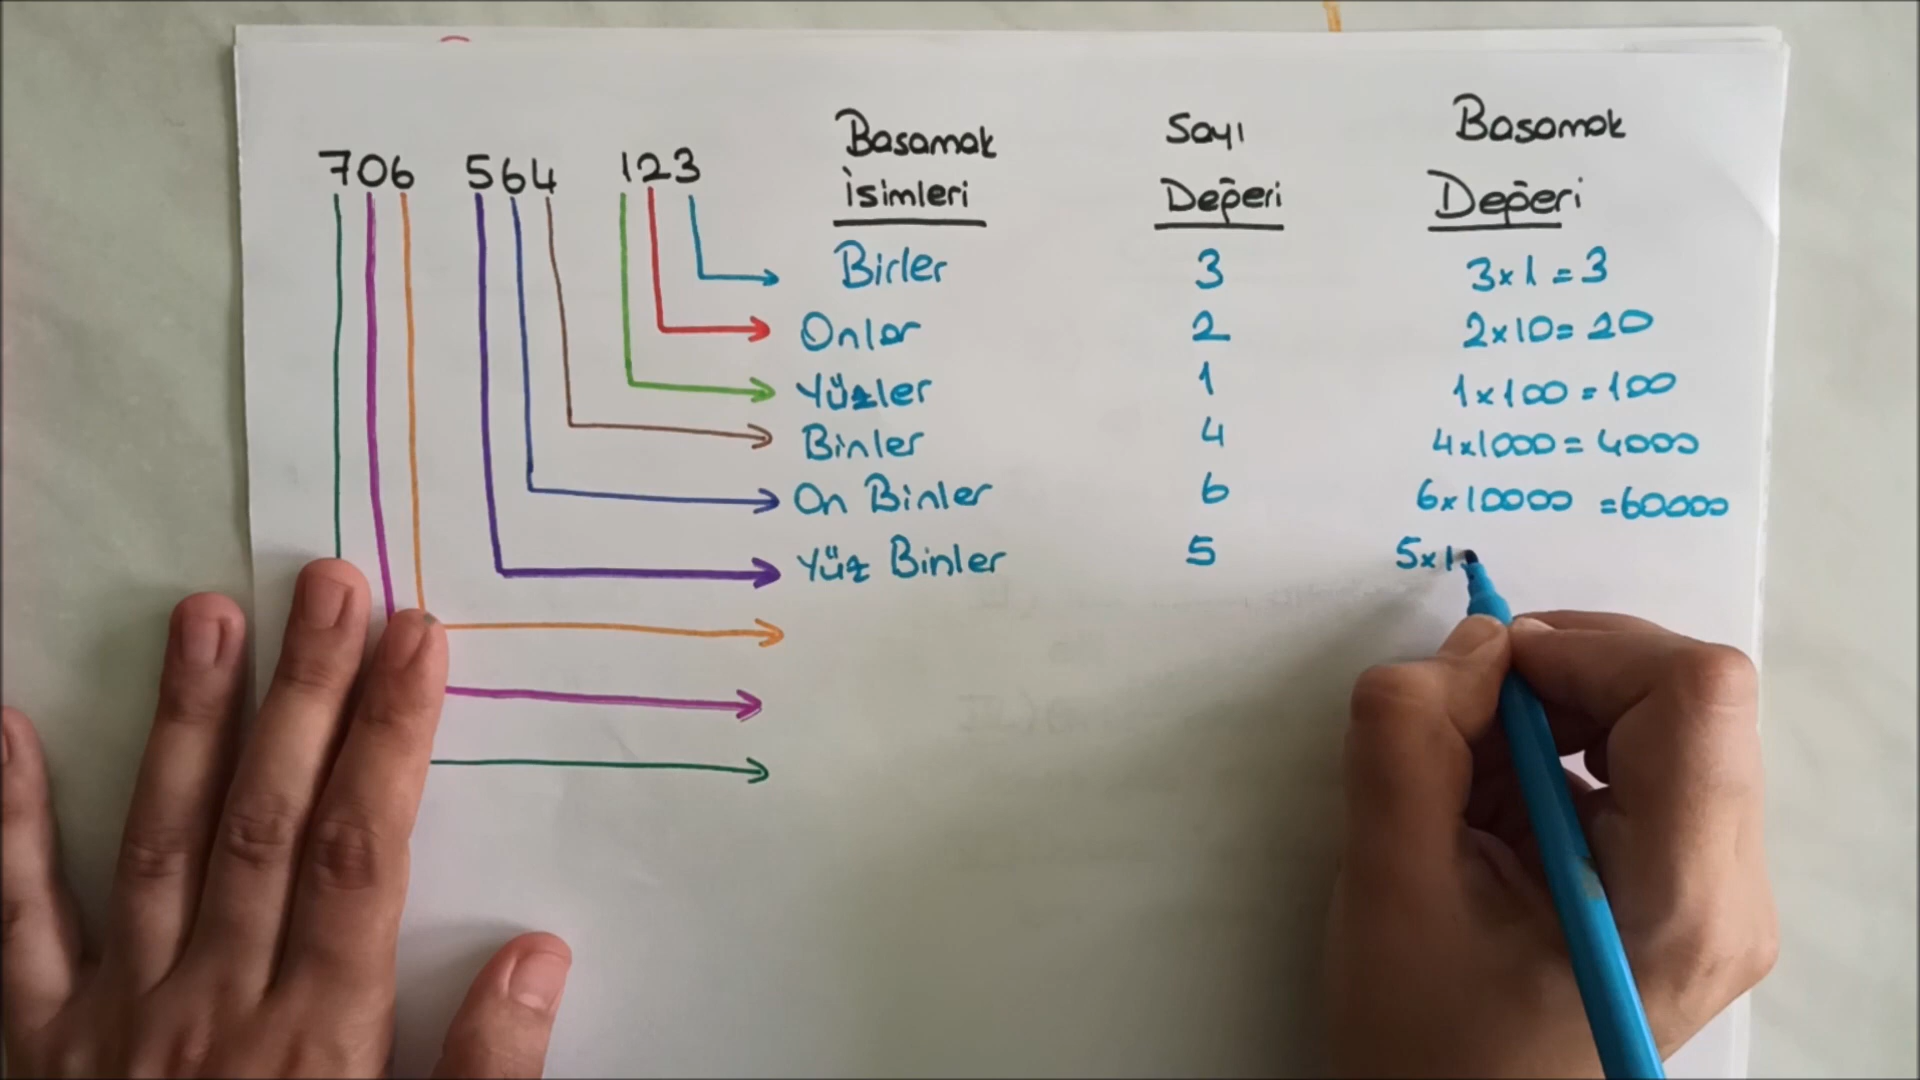 706 564 123
Basamak İsimleri
Sayı Değeri
Basamak Değeri
Birler 3 3x1=3
Onlar 2 2x10=20
Yüzler 1 1x100=100
Binler 4 4x1000=4000
On Binler 6 6x10000=60000
Yüz Binler 5 5x1